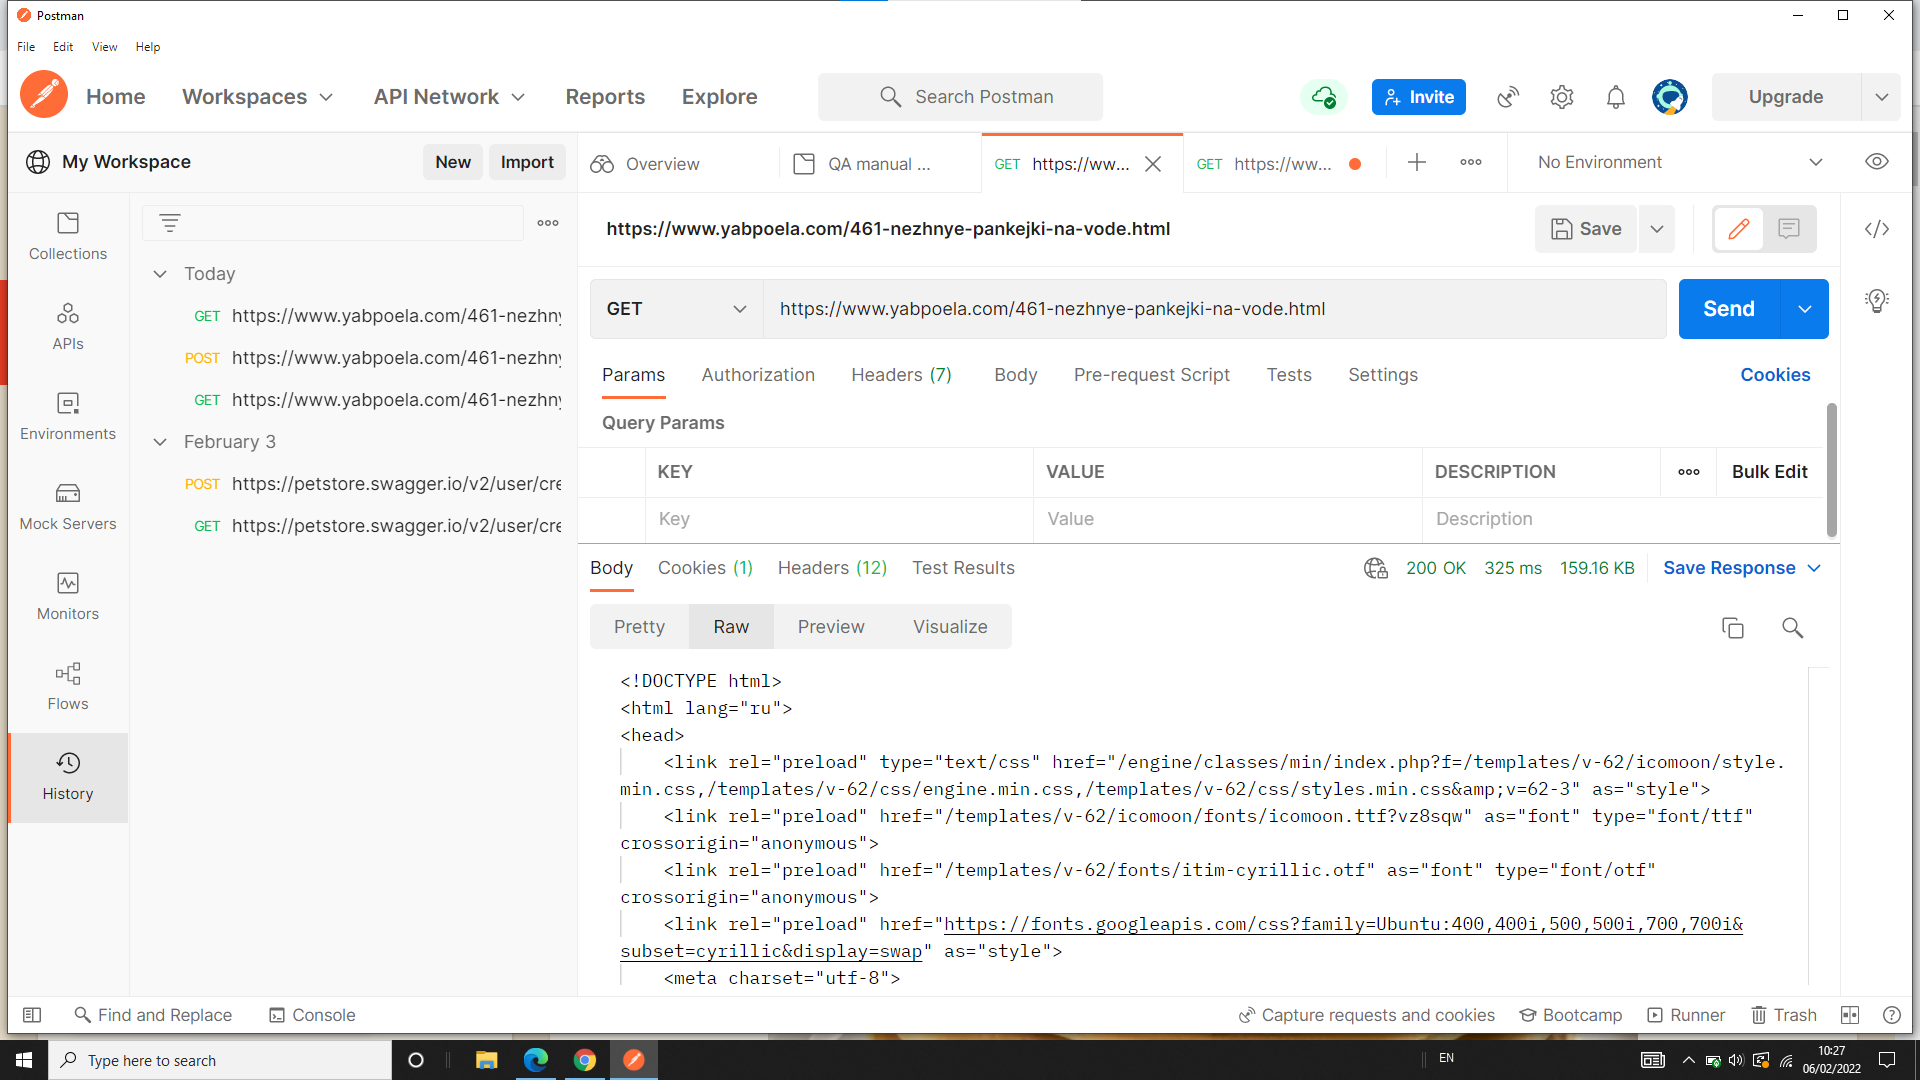 Postman
File Edit View Help
Home Workspaces API Network Reports Explore Search Postman Invite Upgrade
My Workspace New Import
Overview QA manual ... GET https://ww... GET https://ww... No Environment
Collections
APIs
Environments
Mock Servers
Monitors
Flows
History
Today
GET https://www.yabpoela.com/461-nezhny
POST https://www.yabpoela.com/461-nezhny
GET https://www.yabpoela.com/461-nezhny
February 3
POST https://petstore.swagger.io/v2/user/cre
GET https://petstore.swagger.io/v2/user/cre
https://www.yabpoela.com/461-nezhnye-pankejki-na-vode.html Save
GET https://www.yabpoela.com/461-nezhnye-pankejki-na-vode.html Send
Params Authorization Headers (7) Body Pre-request Script Tests Settings Cookies
Query Params
KEY VALUE DESCRIPTION Bulk Edit
Key Value Description
Body Cookies (1) Headers (12) Test Results 200 OK 325 ms 159.16 KB Save Response
Pretty Raw Preview Visualize
<!DOCTYPE html>
<html lang="ru">
<head>
<link rel="preload" type="text/css" href="/engine/classes/min/index.php?f=/templates/v-62/icomoon/style.
min.css,/templates/v-62/css/engine.min.css,/templates/v-62/css/styles.min.css&amp;v=62-3" as="style">
<link rel="preload" href="/templates/v-62/icomoon/fonts/icomoon.ttf?vz8sqw" as="font" type="font/ttf"
crossorigin="anonymous">
<link rel="preload" href="/templates/v-62/fonts/itim-cyrillic.otf" as="font" type="font/otf"
crossorigin="anonymous">
<link rel="preload" href="https://fonts.googleapis.com/css?family=Ubuntu:400,400i,500,500i,700,700i&
subset=cyrillic&display=swap" as="style">
<meta charset="utf-8">
Find and Replace Console Capture requests and cookies Bootcamp Runner Trash
Type here to search EN 10:27
06/02/2022